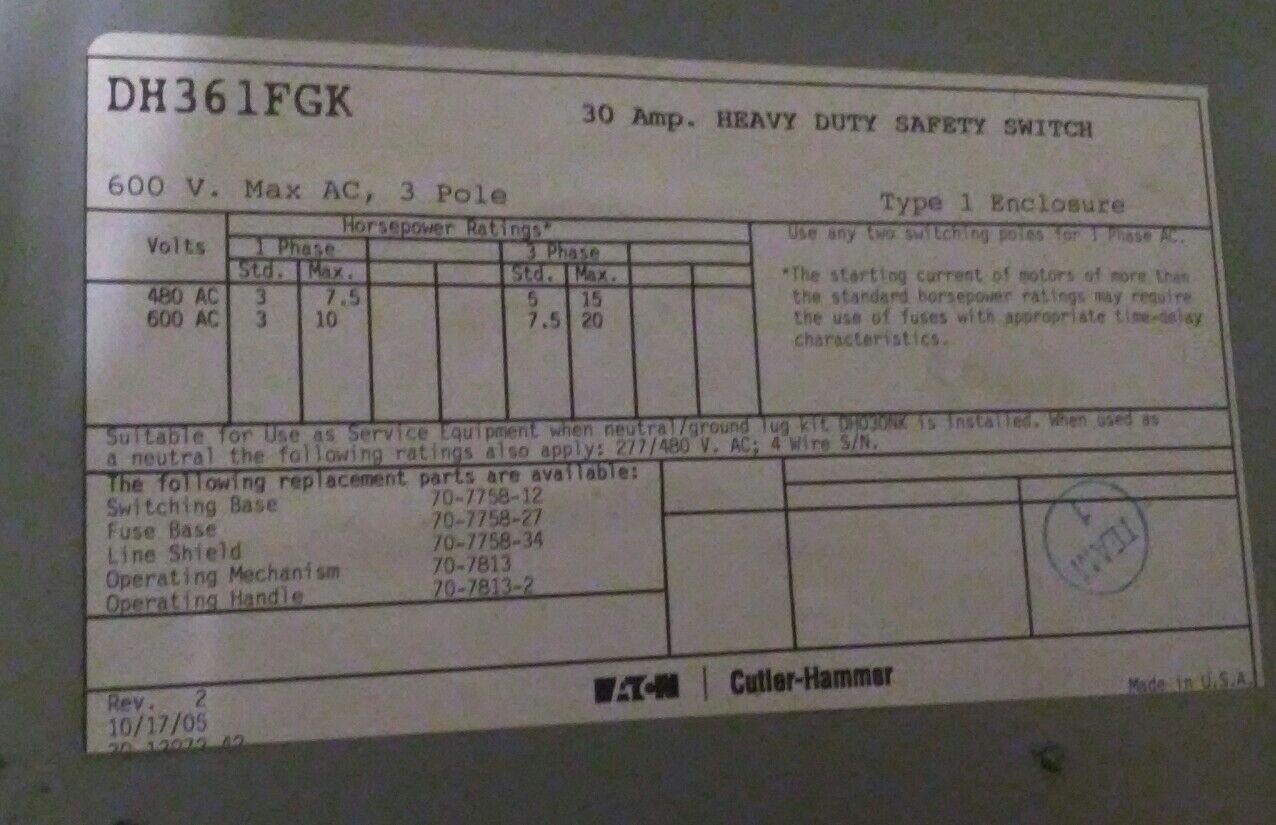 DH361FGK
30 Amp. HEAVY DUTY SAFETY SWITCH
600 V. Max AC, 3 Pole
Type 1 Enclosure
Volts
Horsepower Ratings*
1 Phase 3 Phase
Std. Max. Std. Max.
480 AC 3 7.5 5 15
600 AC 3 10 7.5 20
Use any two switching poles for 1 Phase AC.
*The starting current of motors of more than
the standard horsepower ratings may require
the use of fuses with appropriate time-delay
characteristics.
Suitable for Use as Service Equipment when neutral/ground lug kit DH030NK is installed. When used as
a neutral the following ratings also apply: 277/480 V. AC; 4 Wire S/N.
The following replacement parts are available:
Switching Base 70-7758-12
Fuse Base 70-7758-27
Line Shield 70-7758-34
Operating Mechanism 70-7813
Operating Handle 70-7813-2
TEAM
1
EATON | Cutler-Hammer
Made in U.S.A.
Rev. 2
10/17/05